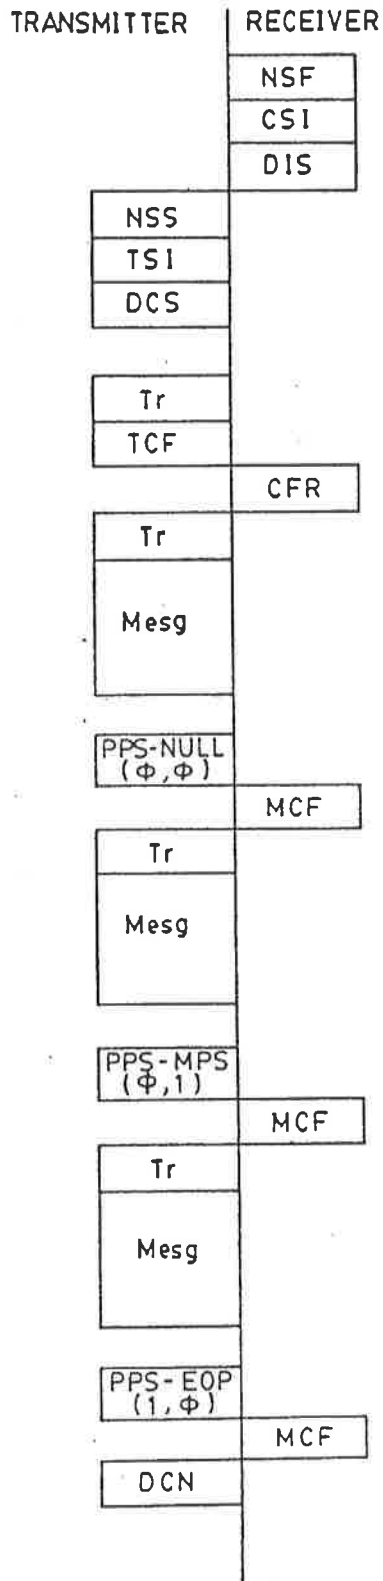 TRANSMITTER RECEIVER
NSF
CSI
DIS
NSS
TSI
DCS
Tr
TCF
CFR
Tr
Mesg
PPS-NULL
(Φ,Φ)
MCF
Tr
Mesg
PPS-MPS
(Φ,1)
MCF
Tr
Mesg
PPS-EOP
(1,Φ)
MCF
DCN